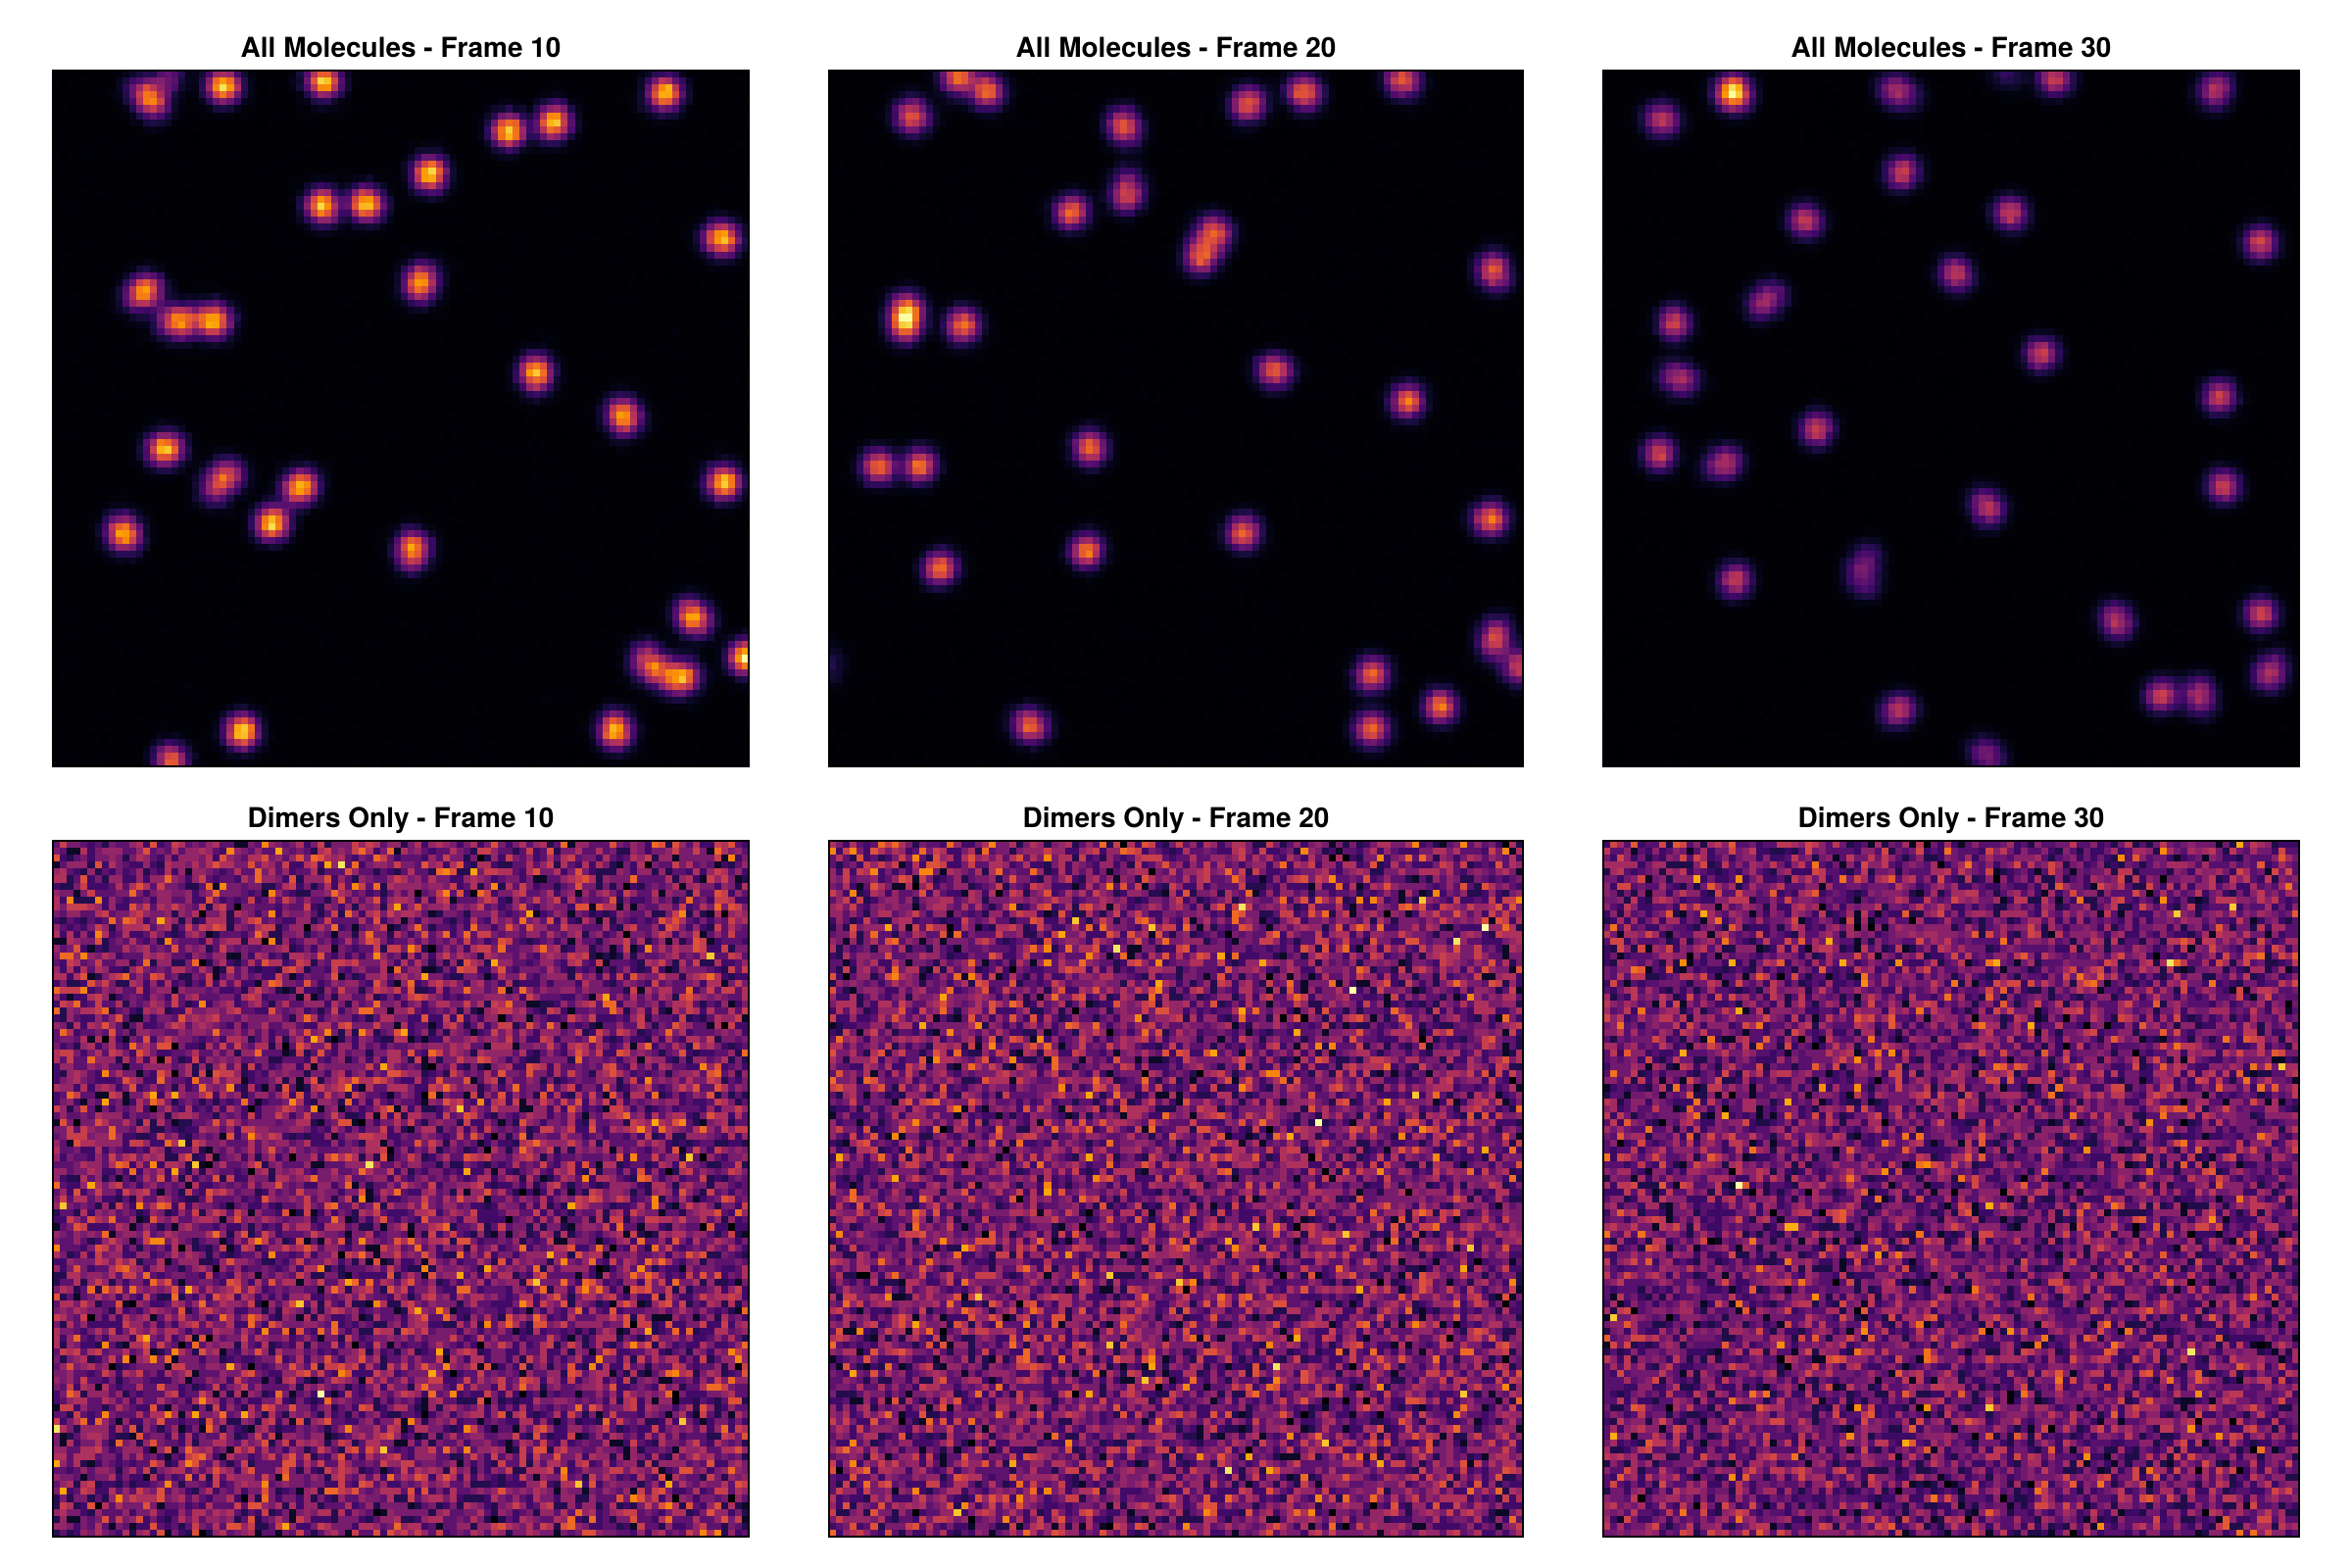 All Molecules - Frame 10
All Molecules - Frame 20
All Molecules - Frame 30
Dimers Only - Frame 10
Dimers Only - Frame 20
Dimers Only - Frame 30